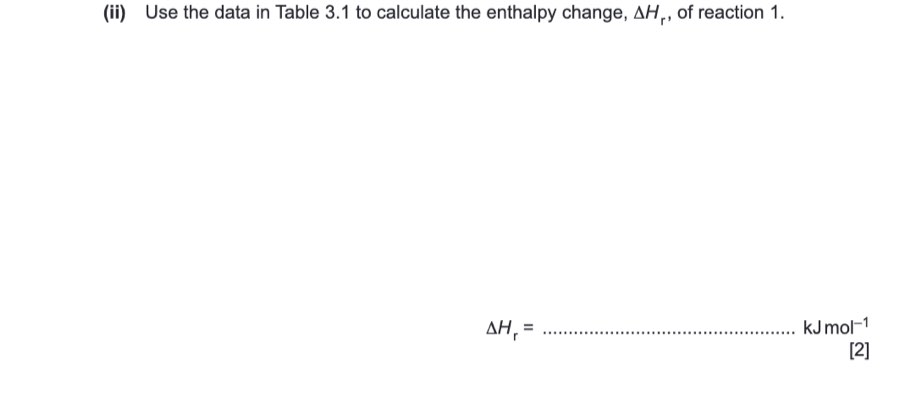 (ii) Use the data in Table 3.1 to calculate the enthalpy change, ΔHr, of reaction 1.
ΔHr = .................................................. kJ mol⁻¹
[2]